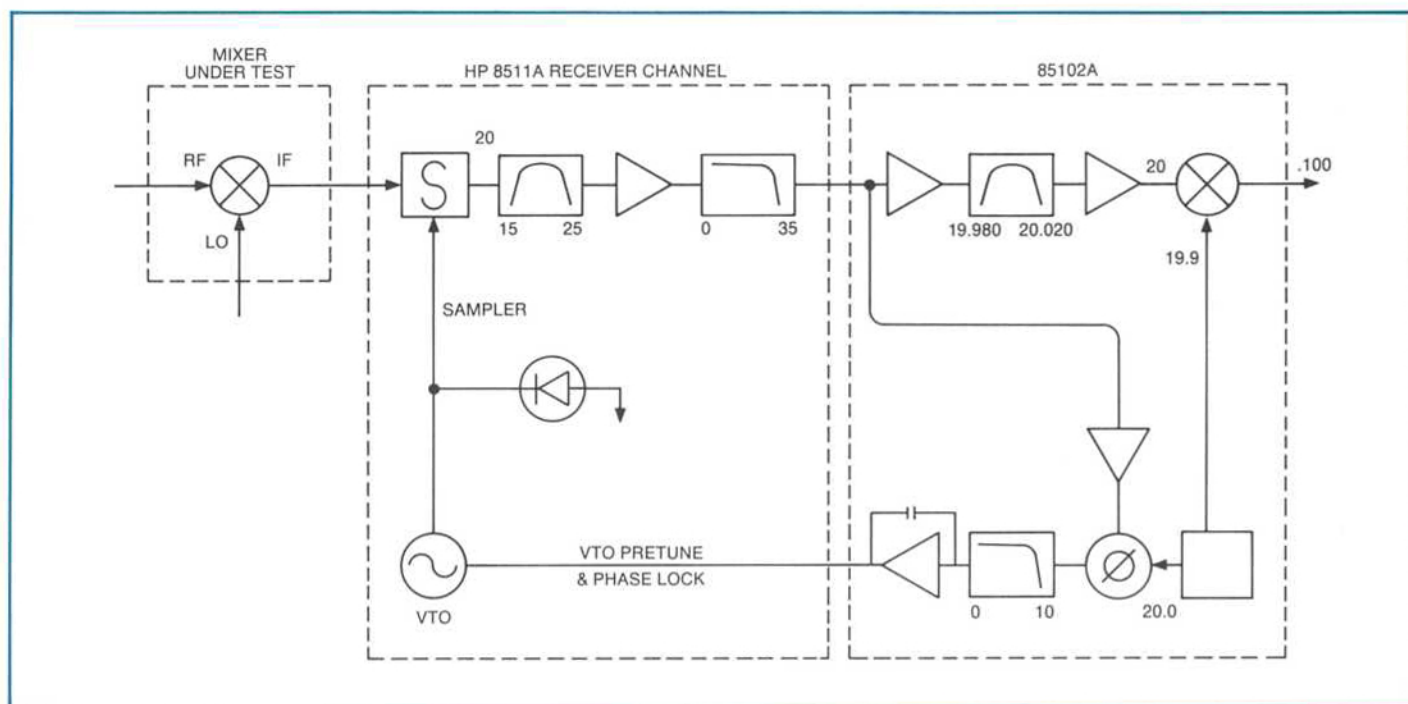 MIXER
UNDER TEST
HP 8511A RECEIVER CHANNEL
85102A
RF
IF
LO
20
15 25
0 35
19.980 20.020
20
.100
19.9
SAMPLER
VTO PRETUNE
& PHASE LOCK
VTO
0 10
20.0